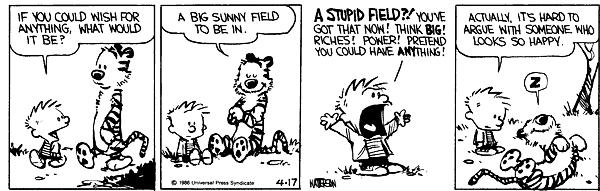 IF YOU COULD WISH FOR
ANYTHING, WHAT WOULD
IT BE?
A BIG SUNNY FIELD
TO BE IN.
© 1986 Universal Press Syndicate
4-17
A STUPID FIELD?! YOU'VE
GOT THAT NOW! THINK BIG!
RICHES! POWER! PRETEND
YOU COULD HAVE ANYTHING!
WATTERSON
ACTUALLY, IT'S HARD TO
ARGUE WITH SOMEONE WHO
LOOKS SO HAPPY.
Z